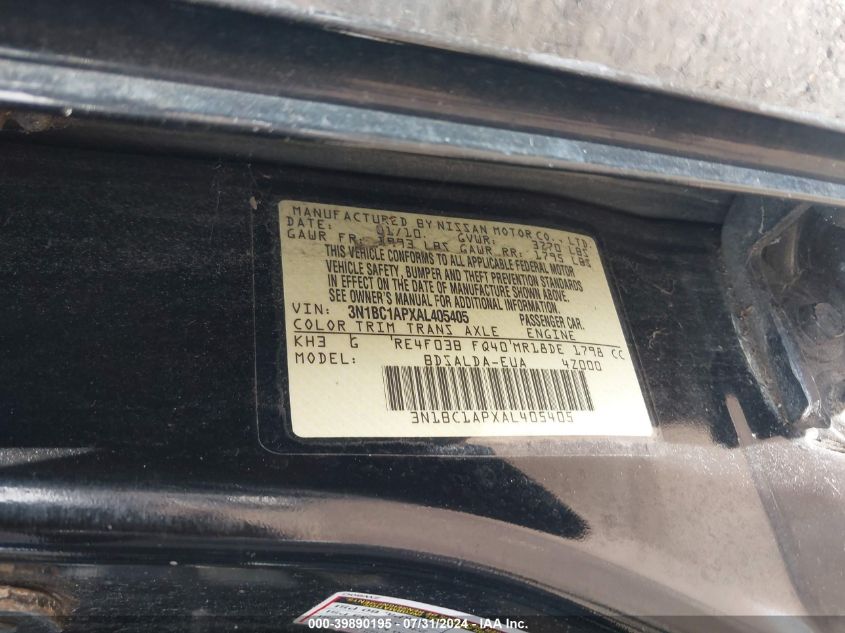 MANUFACTURED BY NISSAN MOTOR CO., LTD.
DATE: 01/10. GVWR: 3770 LBS
GAWR FR: 1993 LBS GAWR RR: 1795 LBS
THIS VEHICLE CONFORMS TO ALL APPLICABLE FEDERAL MOTOR
VEHICLE SAFETY, BUMPER AND THEFT PREVENTION STANDARDS
IN EFFECT ON THE DATE OF MANUFACTURE SHOWN ABOVE.
SEE OWNER'S MANUAL FOR ADDITIONAL INFORMATION.
VIN: 3N1BC1APXAL405405 PASSENGER CAR.
COLOR TRIM TRANS AXLE ENGINE
KH3 G 'RE4F03B FQ40'MR18DE 1798 CC
MODEL: BDSALDA-EUA 4Z000
3N1BC1APXAL405405
000-39890195 - 07/31/2024 - IAA Inc.